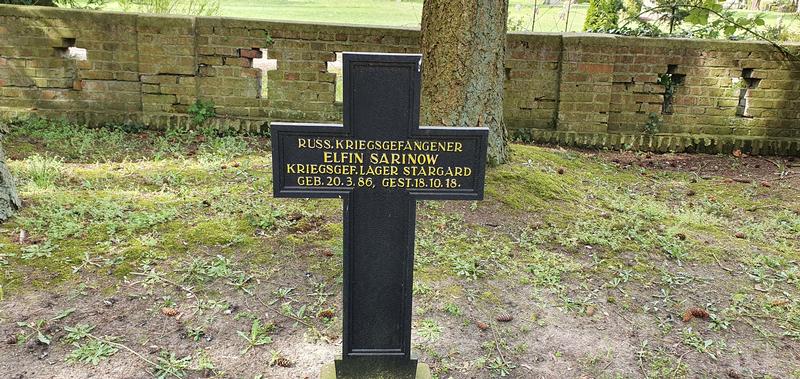 RUSS. KRIEGSGEFANGENER
ELFIN SARINOW
KRIEGSGEF. LAGER STARGARD
GEB. 20. 3. 86, GEST. 18. 10. 18.